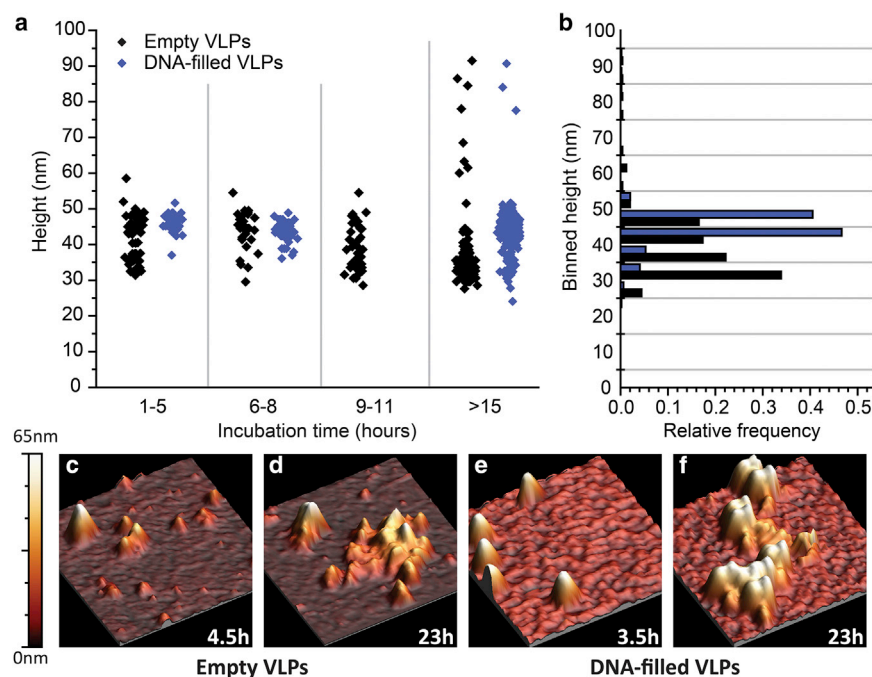 a
Empty VLPs
DNA-filled VLPs
Height (nm)
100
90
80
70
60
50
40
30
20
10
0
1-5
6-8
9-11
>15
Incubation time (hours)
b
Binned height (nm)
100
90
80
70
60
50
40
30
20
10
0
0.0 0.1 0.2 0.3 0.4 0.5
Relative frequency
65nm
0nm
c
4.5h
d
23h
e
3.5h
f
23h
Empty VLPs
DNA-filled VLPs